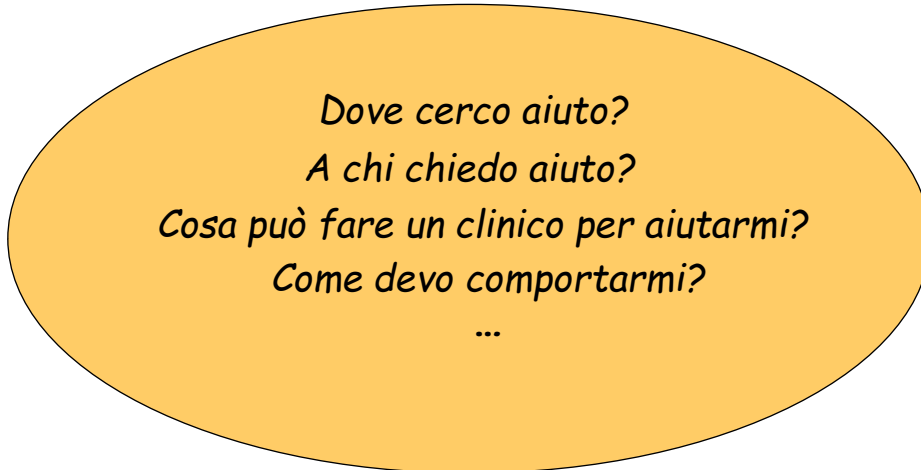 Dove cerco aiuto?
A chi chiedo aiuto?
Cosa può fare un clinico per aiutarmi?
Come devo comportarmi?
...